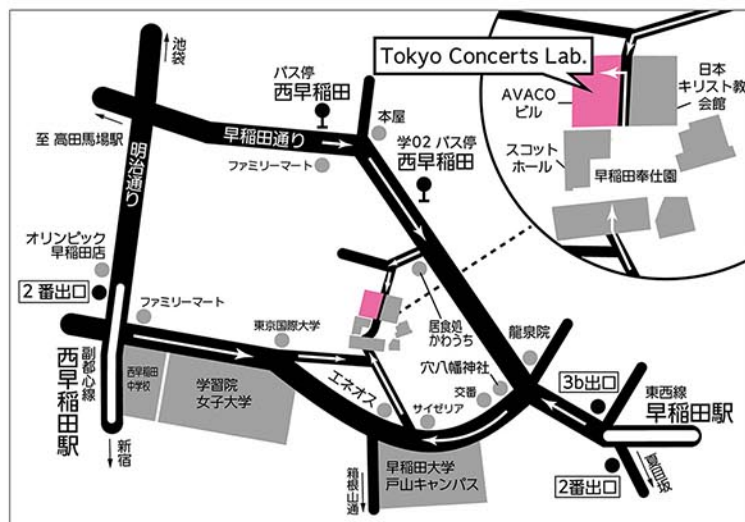 池袋
至 高田馬場駅
明治通り
早稲田通り
バス停
西早稲田
ファミリーマート
本屋
学02 バス停
西早稲田
Tokyo Concerts Lab.
AVACO
ビル
日本
キリスト教
会館
スコット
ホール
早稲田奉仕園
オリンピック
早稲田店
2番出口
ファミリーマート
東京国際大学
居食処
かわうち
龍泉院
穴八幡神社
交番
サイゼリア
エネオス
副都心線
西早稲田駅
新宿
西早稲田
中学校
学習院
女子大学
箱根山通
早稲田大学
戸山キャンパス
3b出口
東西線
早稲田駅
2番出口
夏目坂